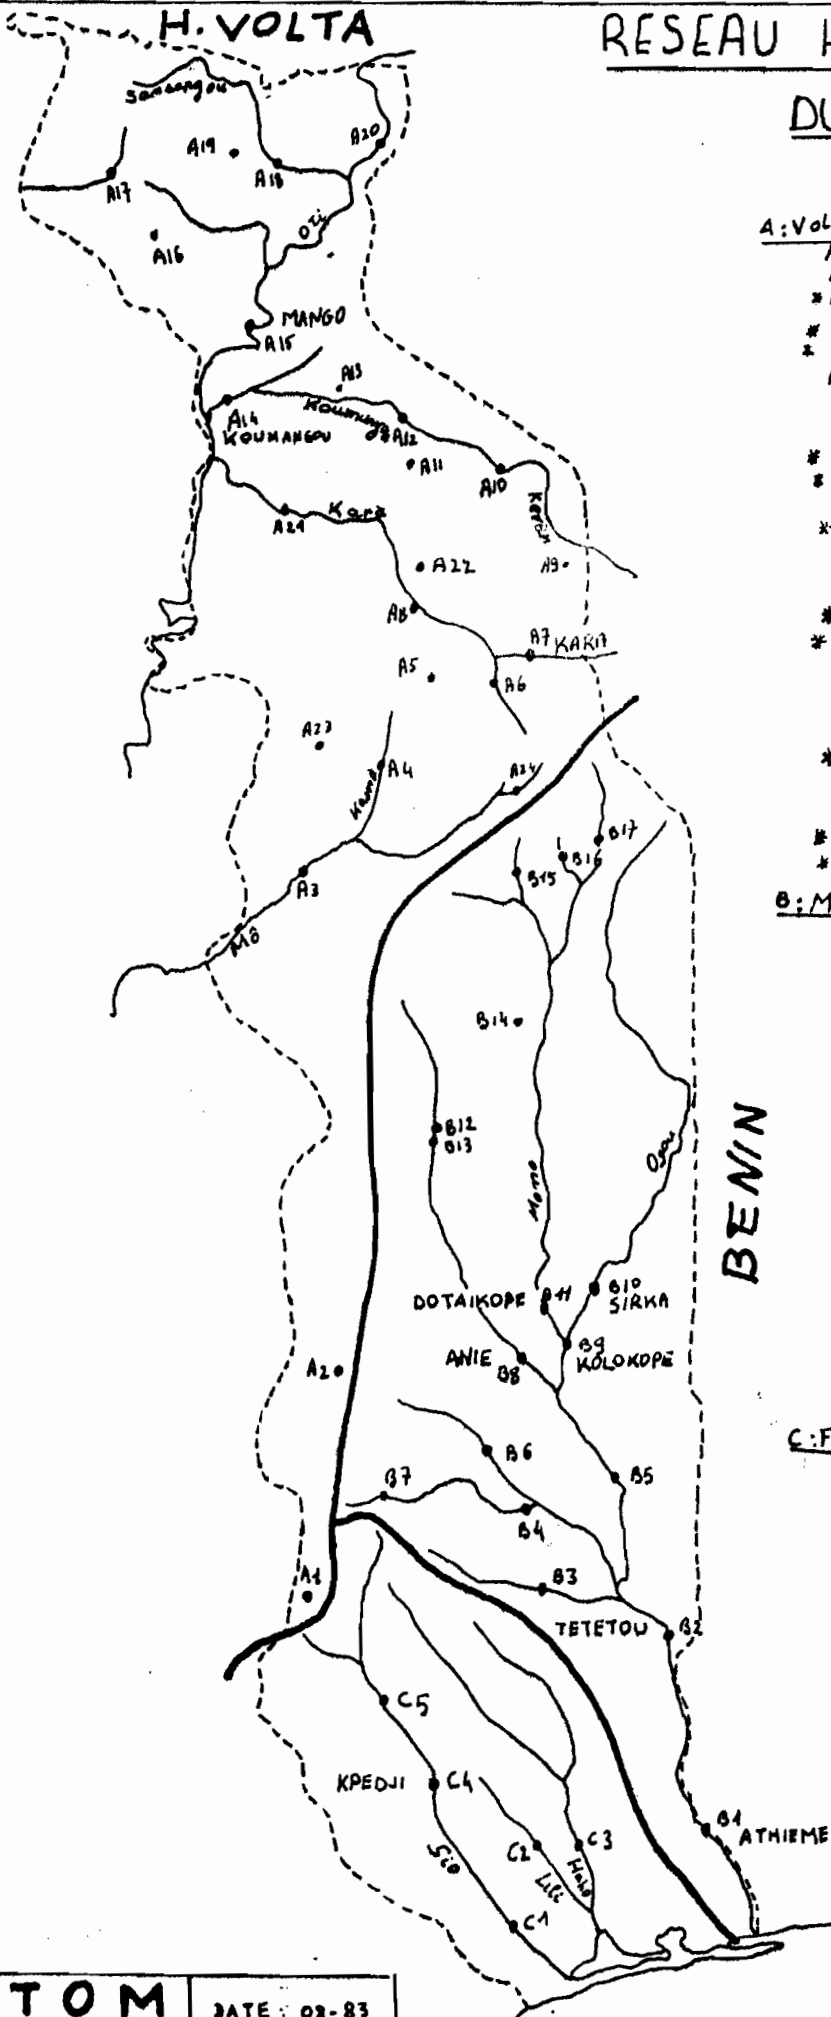 H. VOLTA
RESEAU H
DU
A: VOL
Sansargou
A19
A20
A18
A17
Oti
A16
MANGO
A15
A13
A14
Koumongou
KOUMANGOU
A12
A11
A10
Kara
Keran
A21
A22
A9
A8
A7 KARA
A5
A6
A23
A4
A24
Kama
B17
B16
B15
A3
B: M
Mô
B14
B12
B13
BENIN
Ogou
Mono
B10
DOTAIKOPE B11
SIRKA
B9
ANIE
KOLOKOPE
B8
A2
C: F
B6
B5
B7
B4
A1
B3
TETETOU B2
C5
KPEDJI C4
B1
ATHIEME
C2
C3
Sio
Lili
Haho
C1
TOM
DATE : 02-83